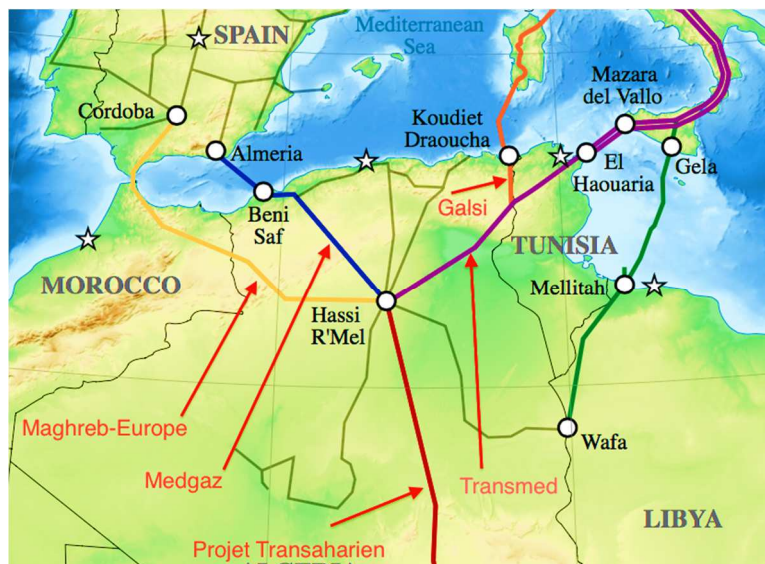 Mediterranean
Sea
SPAIN
Cordoba
Almeria
Koudiet
Draoucha
Mazara
del Vallo
Gela
El
Haouaria
Beni
Saf
Galsi
TUNISIA
MOROCCO
Mellitah
Hassi
R'Mel
Maghreb-Europe
Medgaz
Transmed
Wafa
LIBYA
Projet Transaharien